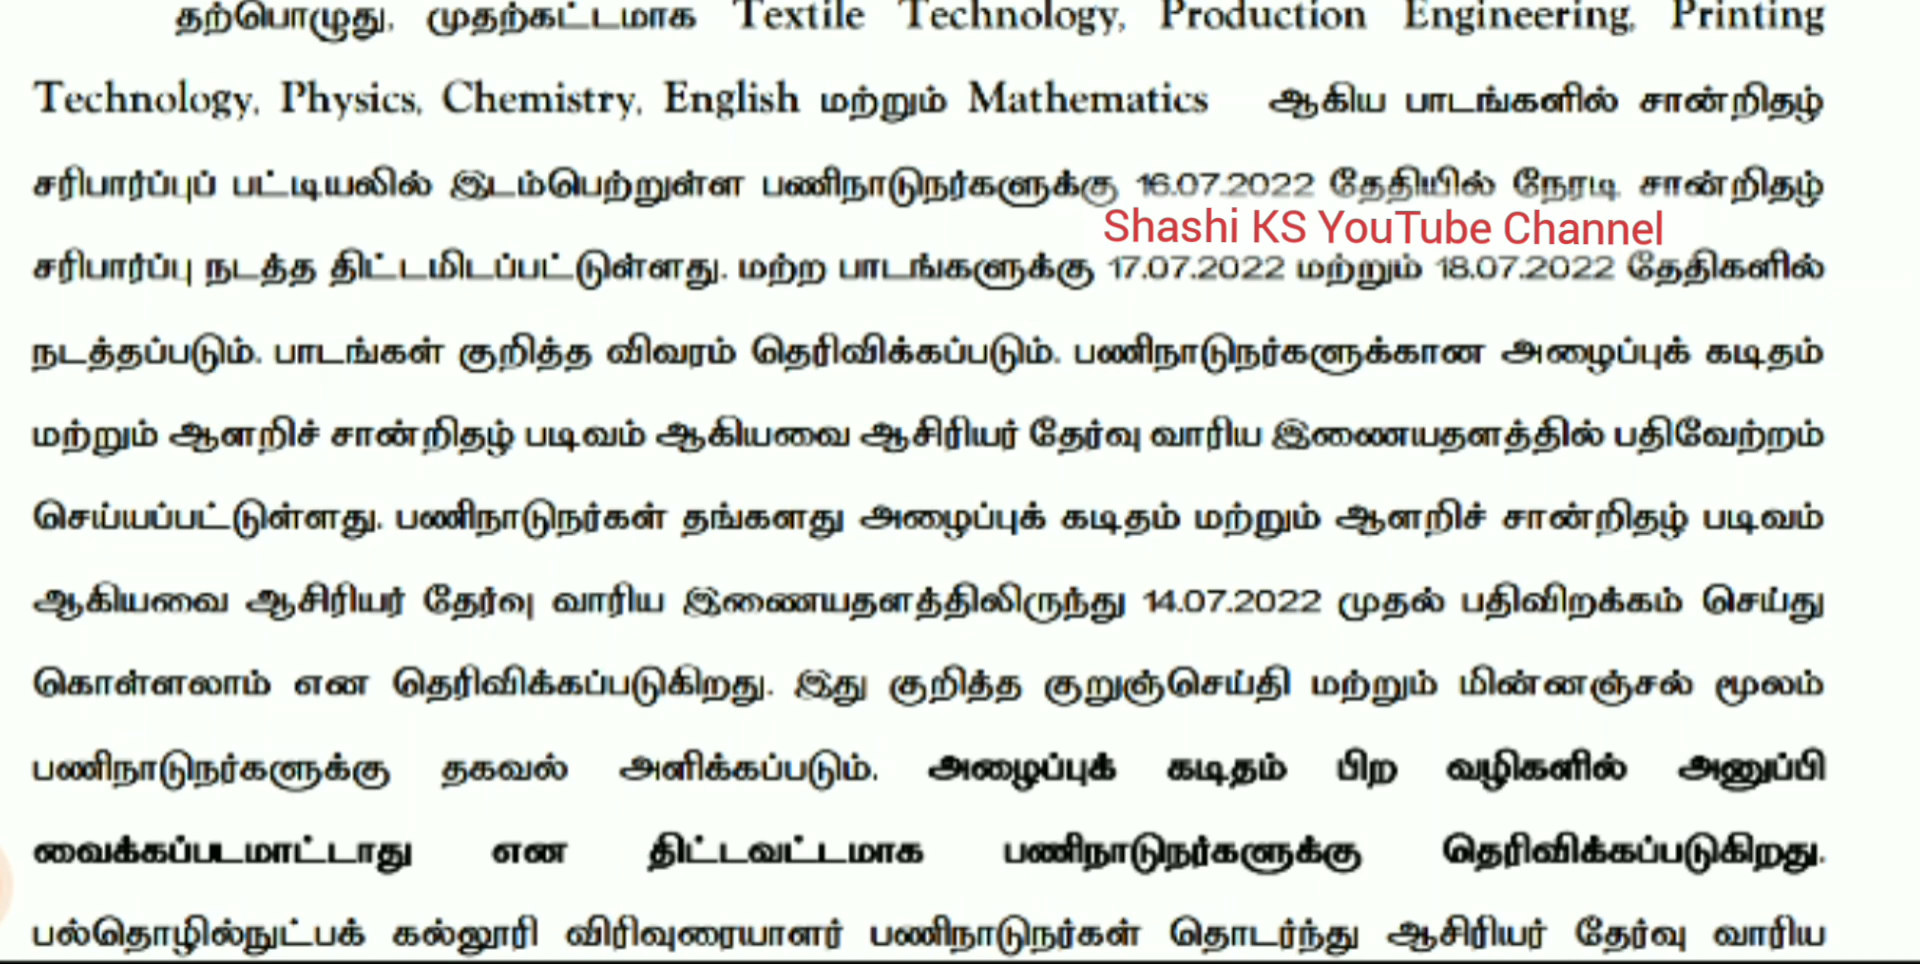 தற்பொழுது, முதற்கட்டமாக Textile Technology, Production Engineering, Printing
Technology, Physics, Chemistry, English மற்றும் Mathematics ஆகிய பாடங்களில் சான்றிதழ்
சரிபார்ப்புப் பட்டியலில் இடம்பெற்றுள்ள பணிநாடுநர்களுக்கு 16.07.2022 தேதியில் நேரடி சான்றிதழ்
Shashi KS YouTube Channel
சரிபார்ப்பு நடத்த திட்டமிடப்பட்டுள்ளது. மற்ற பாடங்களுக்கு 17.07.2022 மற்றும் 18.07.2022 தேதிகளில்
நடத்தப்படும். பாடங்கள் குறித்த விவரம் தெரிவிக்கப்படும். பணிநாடுநர்களுக்கான அழைப்புக் கடிதம்
மற்றும் ஆளறிச் சான்றிதழ் படிவம் ஆகியவை ஆசிரியர் தேர்வு வாரிய இணையதளத்தில் பதிவேற்றம்
செய்யப்பட்டுள்ளது. பணிநாடுநர்கள் தங்களது அழைப்புக் கடிதம் மற்றும் ஆளறிச் சான்றிதழ் படிவம்
ஆகியவை ஆசிரியர் தேர்வு வாரிய இணையதளத்திலிருந்து 14.07.2022 முதல் பதிவிறக்கம் செய்து
கொள்ளலாம் என தெரிவிக்கப்படுகிறது. இது குறித்த குறுஞ்செய்தி மற்றும் மின்னஞ்சல் மூலம்
பணிநாடுநர்களுக்கு தகவல் அளிக்கப்படும். அழைப்புக் கடிதம் பிற வழிகளில் அனுப்பி
வைக்கப்படமாட்டாது என திட்டவட்டமாக பணிநாடுநர்களுக்கு தெரிவிக்கப்படுகிறது.
பல்தொழில்நுட்பக் கல்லூரி விரிவுரையாளர் பணிநாடுநர்கள் தொடர்ந்து ஆசிரியர் தேர்வு வாரிய